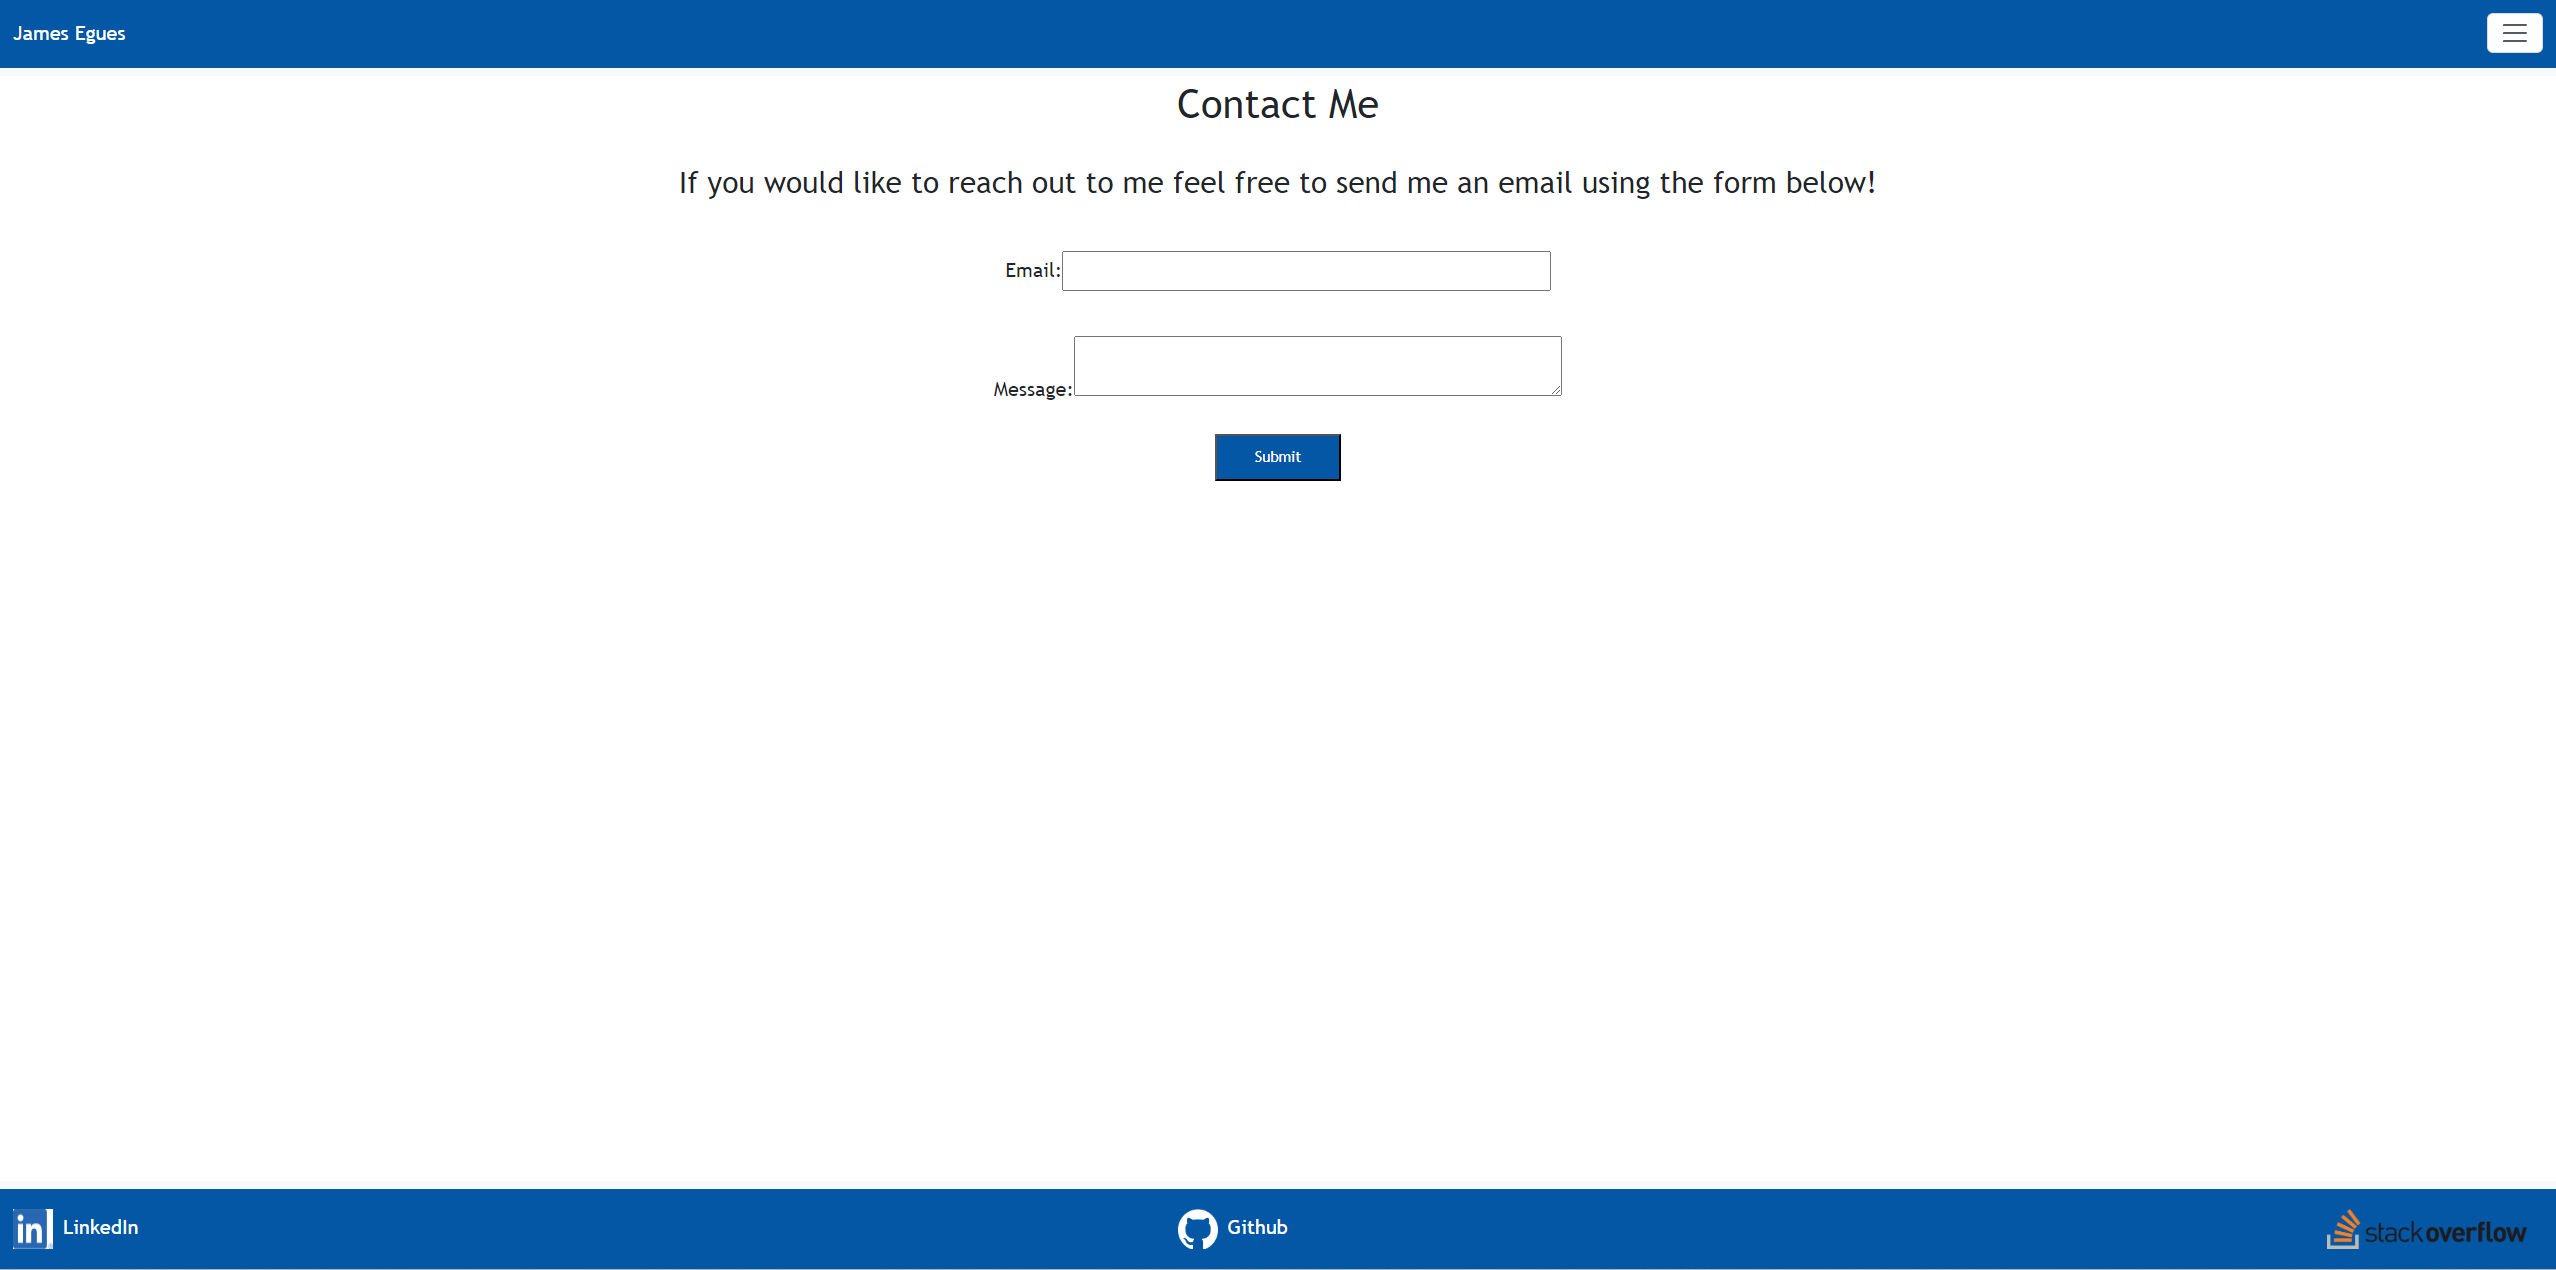 James Egues
Contact Me
If you would like to reach out to me feel free to send me an email using the form below!
Email:
Message:
Submit
in LinkedIn
Github
stackoverflow